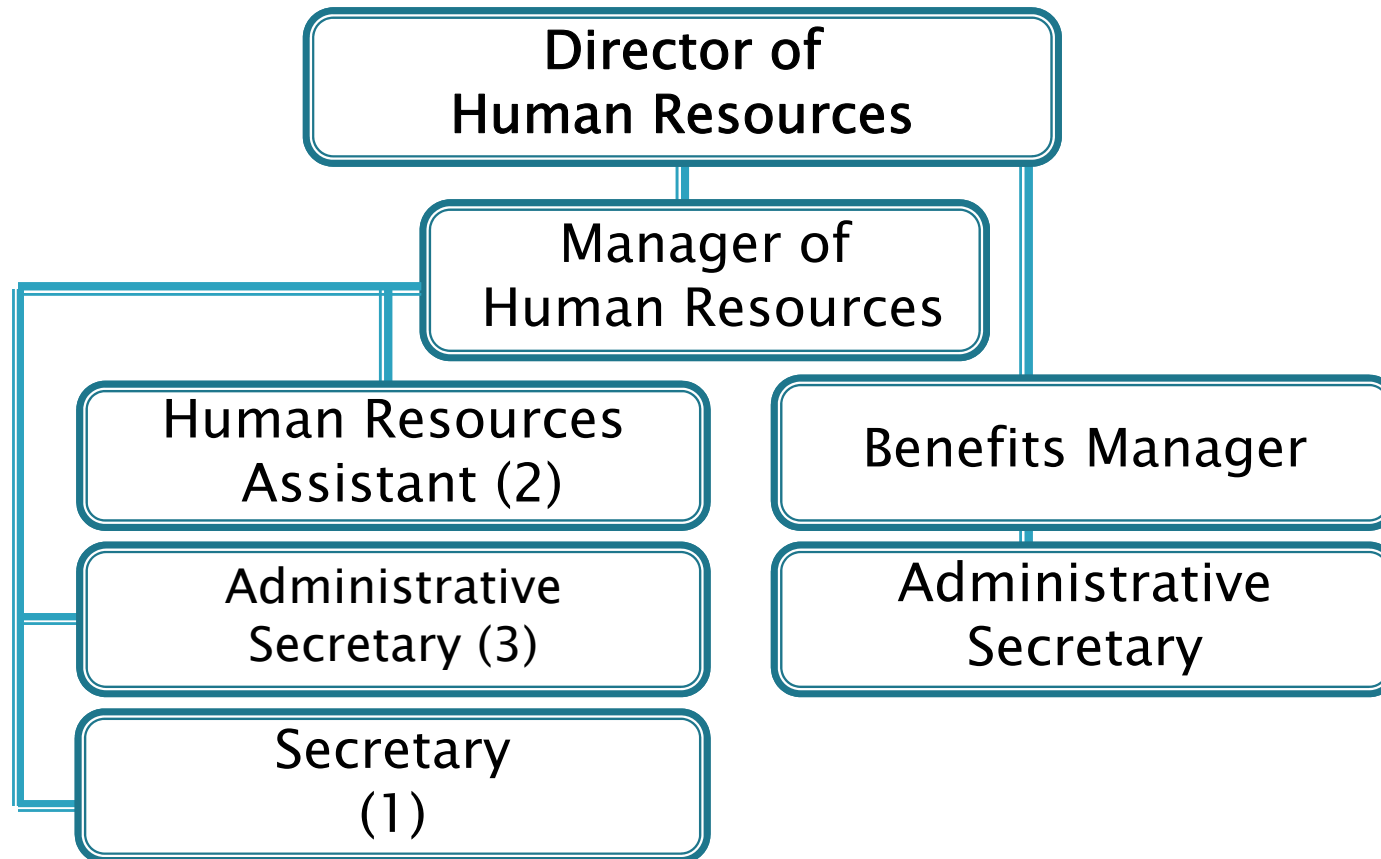 Director of
Human Resources
Manager of
Human Resources
Human Resources
Assistant (2)
Benefits Manager
Administrative
Secretary (3)
Administrative
Secretary
Secretary
(1)